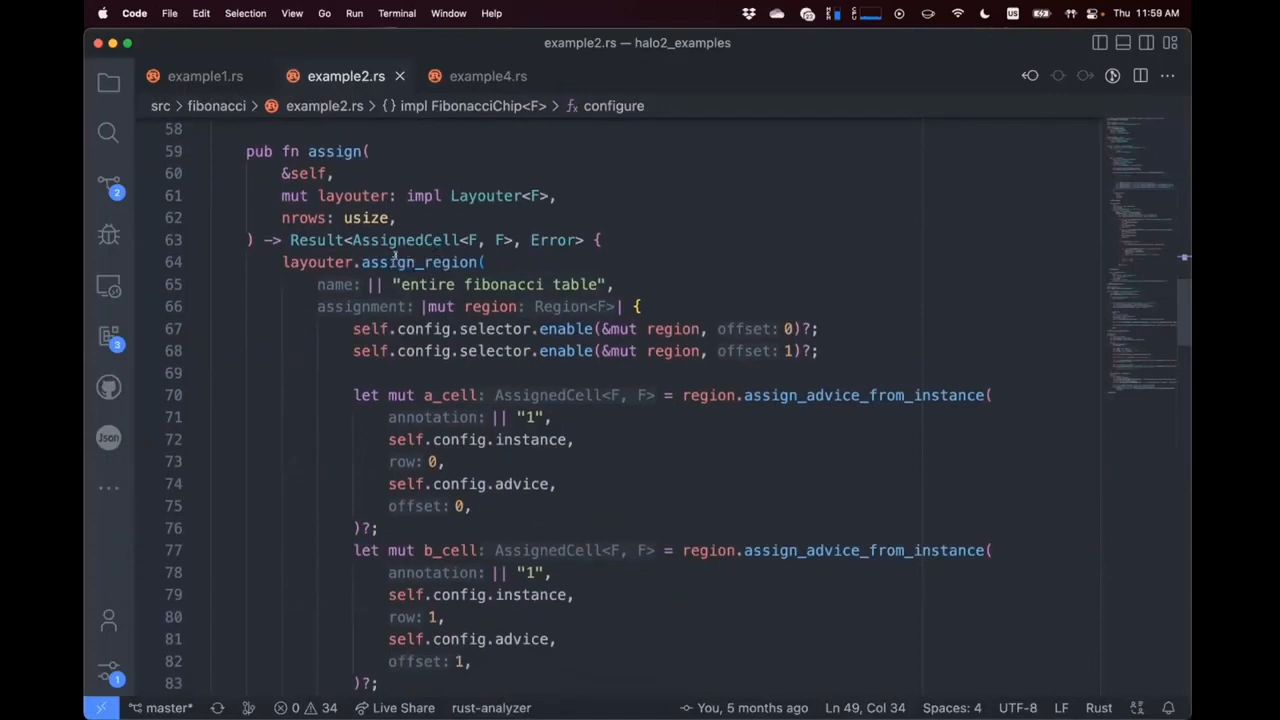 Code File Edit Selection View Go Run Terminal Window Help Thu 11:59 AM
example2.rs — halo2_examples
example1.rs example2.rs example4.rs
src > fibonacci > example2.rs > {} impl FibonacciChip<F> > configure
58
59 pub fn assign(
60 &self,
61 mut layouter: impl Layouter<F>,
62 nrows: usize,
63 ) -> Result<AssignedCell<F, F>, Error> {
64 layouter.assign_region(
65 name: || "entire fibonacci table",
66 assignment: |mut region: Region<F>| {
67 self.config.selector.enable(&mut region, offset: 0)?;
68 self.config.selector.enable(&mut region, offset: 1)?;
69
70 let mut a_cell: AssignedCell<F, F> = region.assign_advice_from_instance(
71 annotation: || "1",
72 self.config.instance,
73 row: 0,
74 self.config.advice,
75 offset: 0,
76 )?;
77 let mut b_cell: AssignedCell<F, F> = region.assign_advice_from_instance(
78 annotation: || "1",
79 self.config.instance,
80 row: 1,
81 self.config.advice,
82 offset: 1,
83 )?;
2
3
Json
1
master* 0 34 Live Share rust-analyzer You, 5 months ago Ln 49, Col 34 Spaces: 4 UTF-8 LF Rust